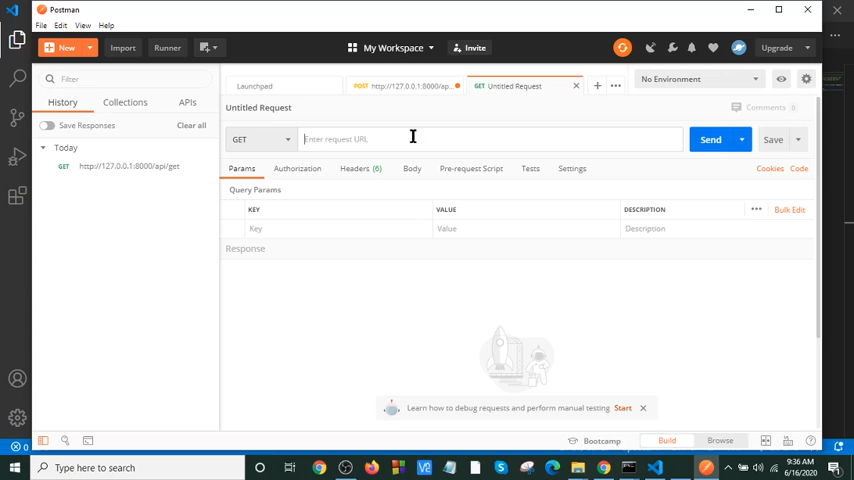 Postman
File Edit View Help
New Import Runner My Workspace Invite Upgrade
Filter
History Collections APIs
Save Responses Clear all
Today
GET http://127.0.0.1:8000/api/get
Launchpad POST http://127.0.0.1:8000/ap... GET Untitled Request No Environment
Untitled Request Comments 0
GET Enter request URL Send Save
Params Authorization Headers (6) Body Pre-request Script Tests Settings Cookies Code
Query Params
KEY VALUE DESCRIPTION Bulk Edit
Key Value Description
Response
Learn how to debug requests and perform manual testing Start
Bootcamp Build Browse
0
Type here to search
9:36 AM
6/16/2020